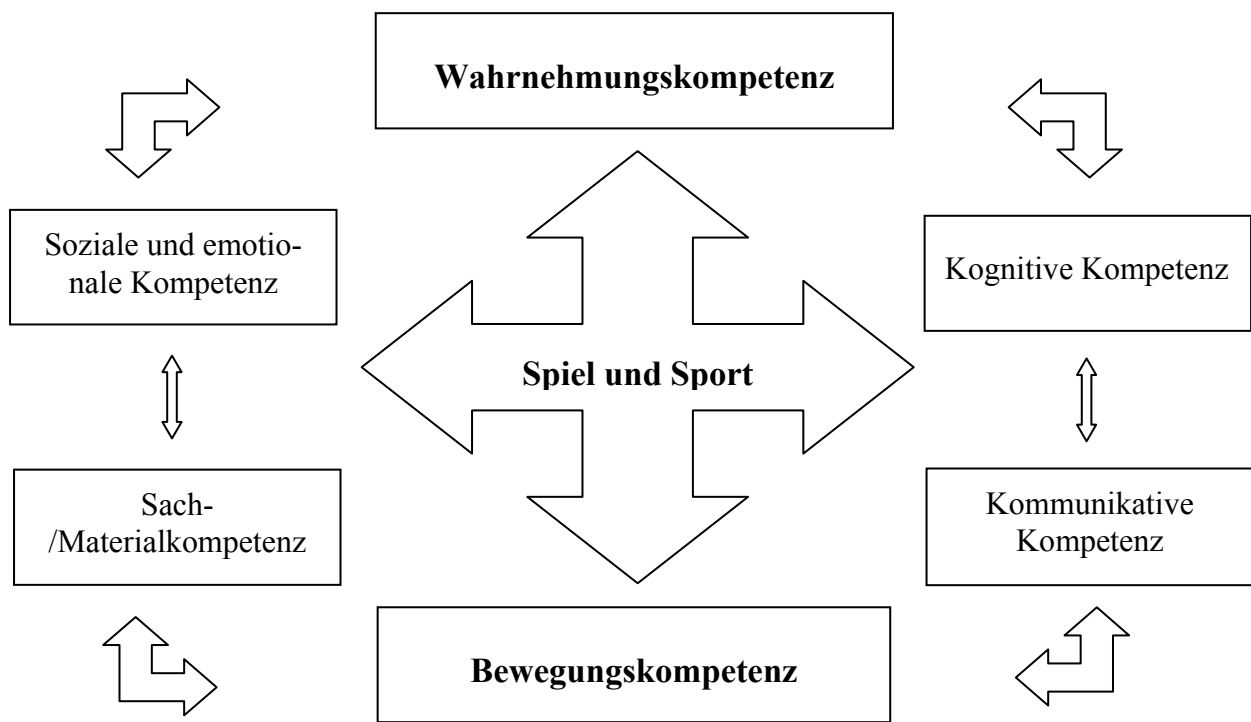 Wahrnehmungskompetenz
Soziale und emotio-
nale Kompetenz
Kognitive Kompetenz
Spiel und Sport
Sach-
/Materialkompetenz
Kommunikative
Kompetenz
Bewegungskompetenz